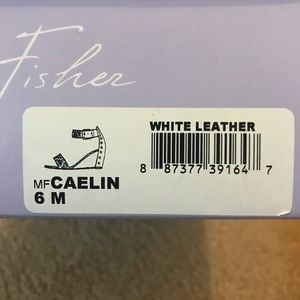 Fisher
WHITE LEATHER
8 87377 39164 7
MFCAELIN
6 M